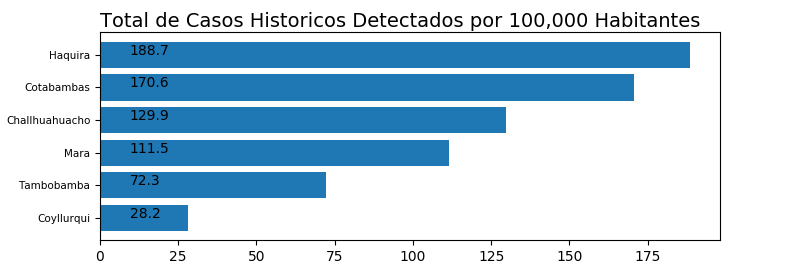 Total de Casos Historicos Detectados por 100,000 Habitantes
Haquira 188.7
Cotabambas 170.6
Challhuahuacho 129.9
Mara 111.5
Tambobamba 72.3
Coyllurqui 28.2
0 25 50 75 100 125 150 175